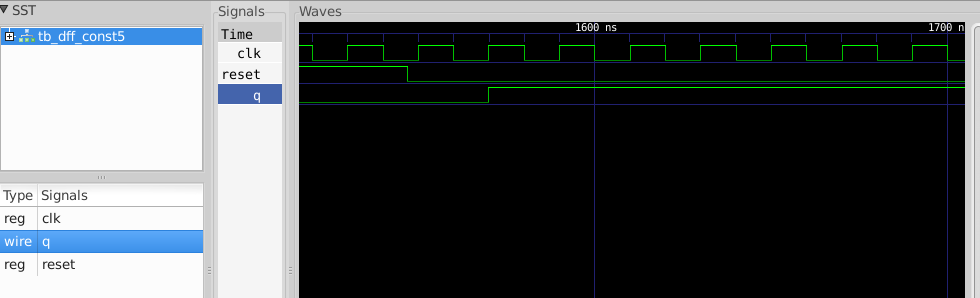 SST
tb_dff_const5
Type Signals
reg clk
wire q
reg reset
Signals
Time
clk
reset
q
Waves
1600 ns
1700 n